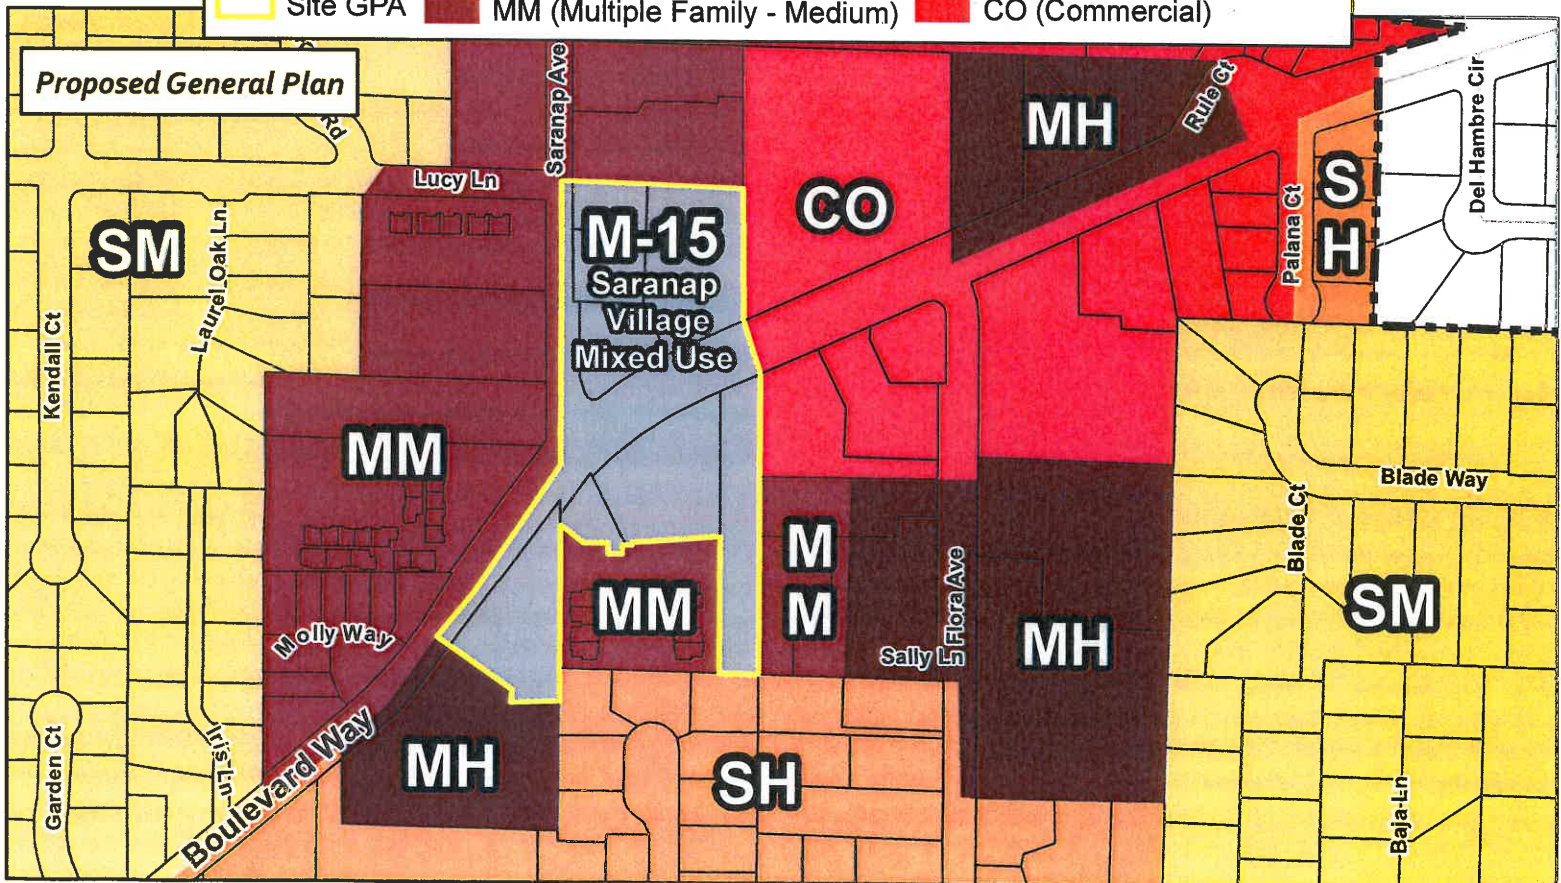 Site GPA
MM (Multiple Family - Medium)
CO (Commercial)
Proposed General Plan
Rd
Saranap Ave
Lucy Ln
MH
Rule Ct
Del Hambre Cir
SM
Laurel Oak Ln
Kendall Ct
M-15
Saranap
Village
Mixed Use
CO
S
H
Palana Ct
MM
Blade Way
Blade Ct
M
M
MM
Flora Ave
Sally Ln
MH
SM
Molly Way
Boulevard Way
MH
SH
Garden Ct
Iris Ln
Baja Ln